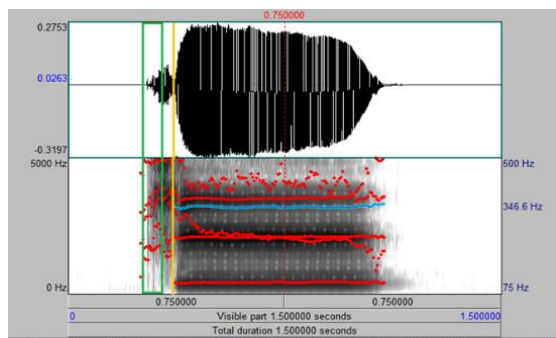 0.750000
0.2753
0.0263
-0.3197
5000 Hz 500 Hz
346.6 Hz
0 Hz 75 Hz
0.750000 0.750000
0 Visible part 1.500000 seconds 1.500000
Total duration 1.500000 seconds